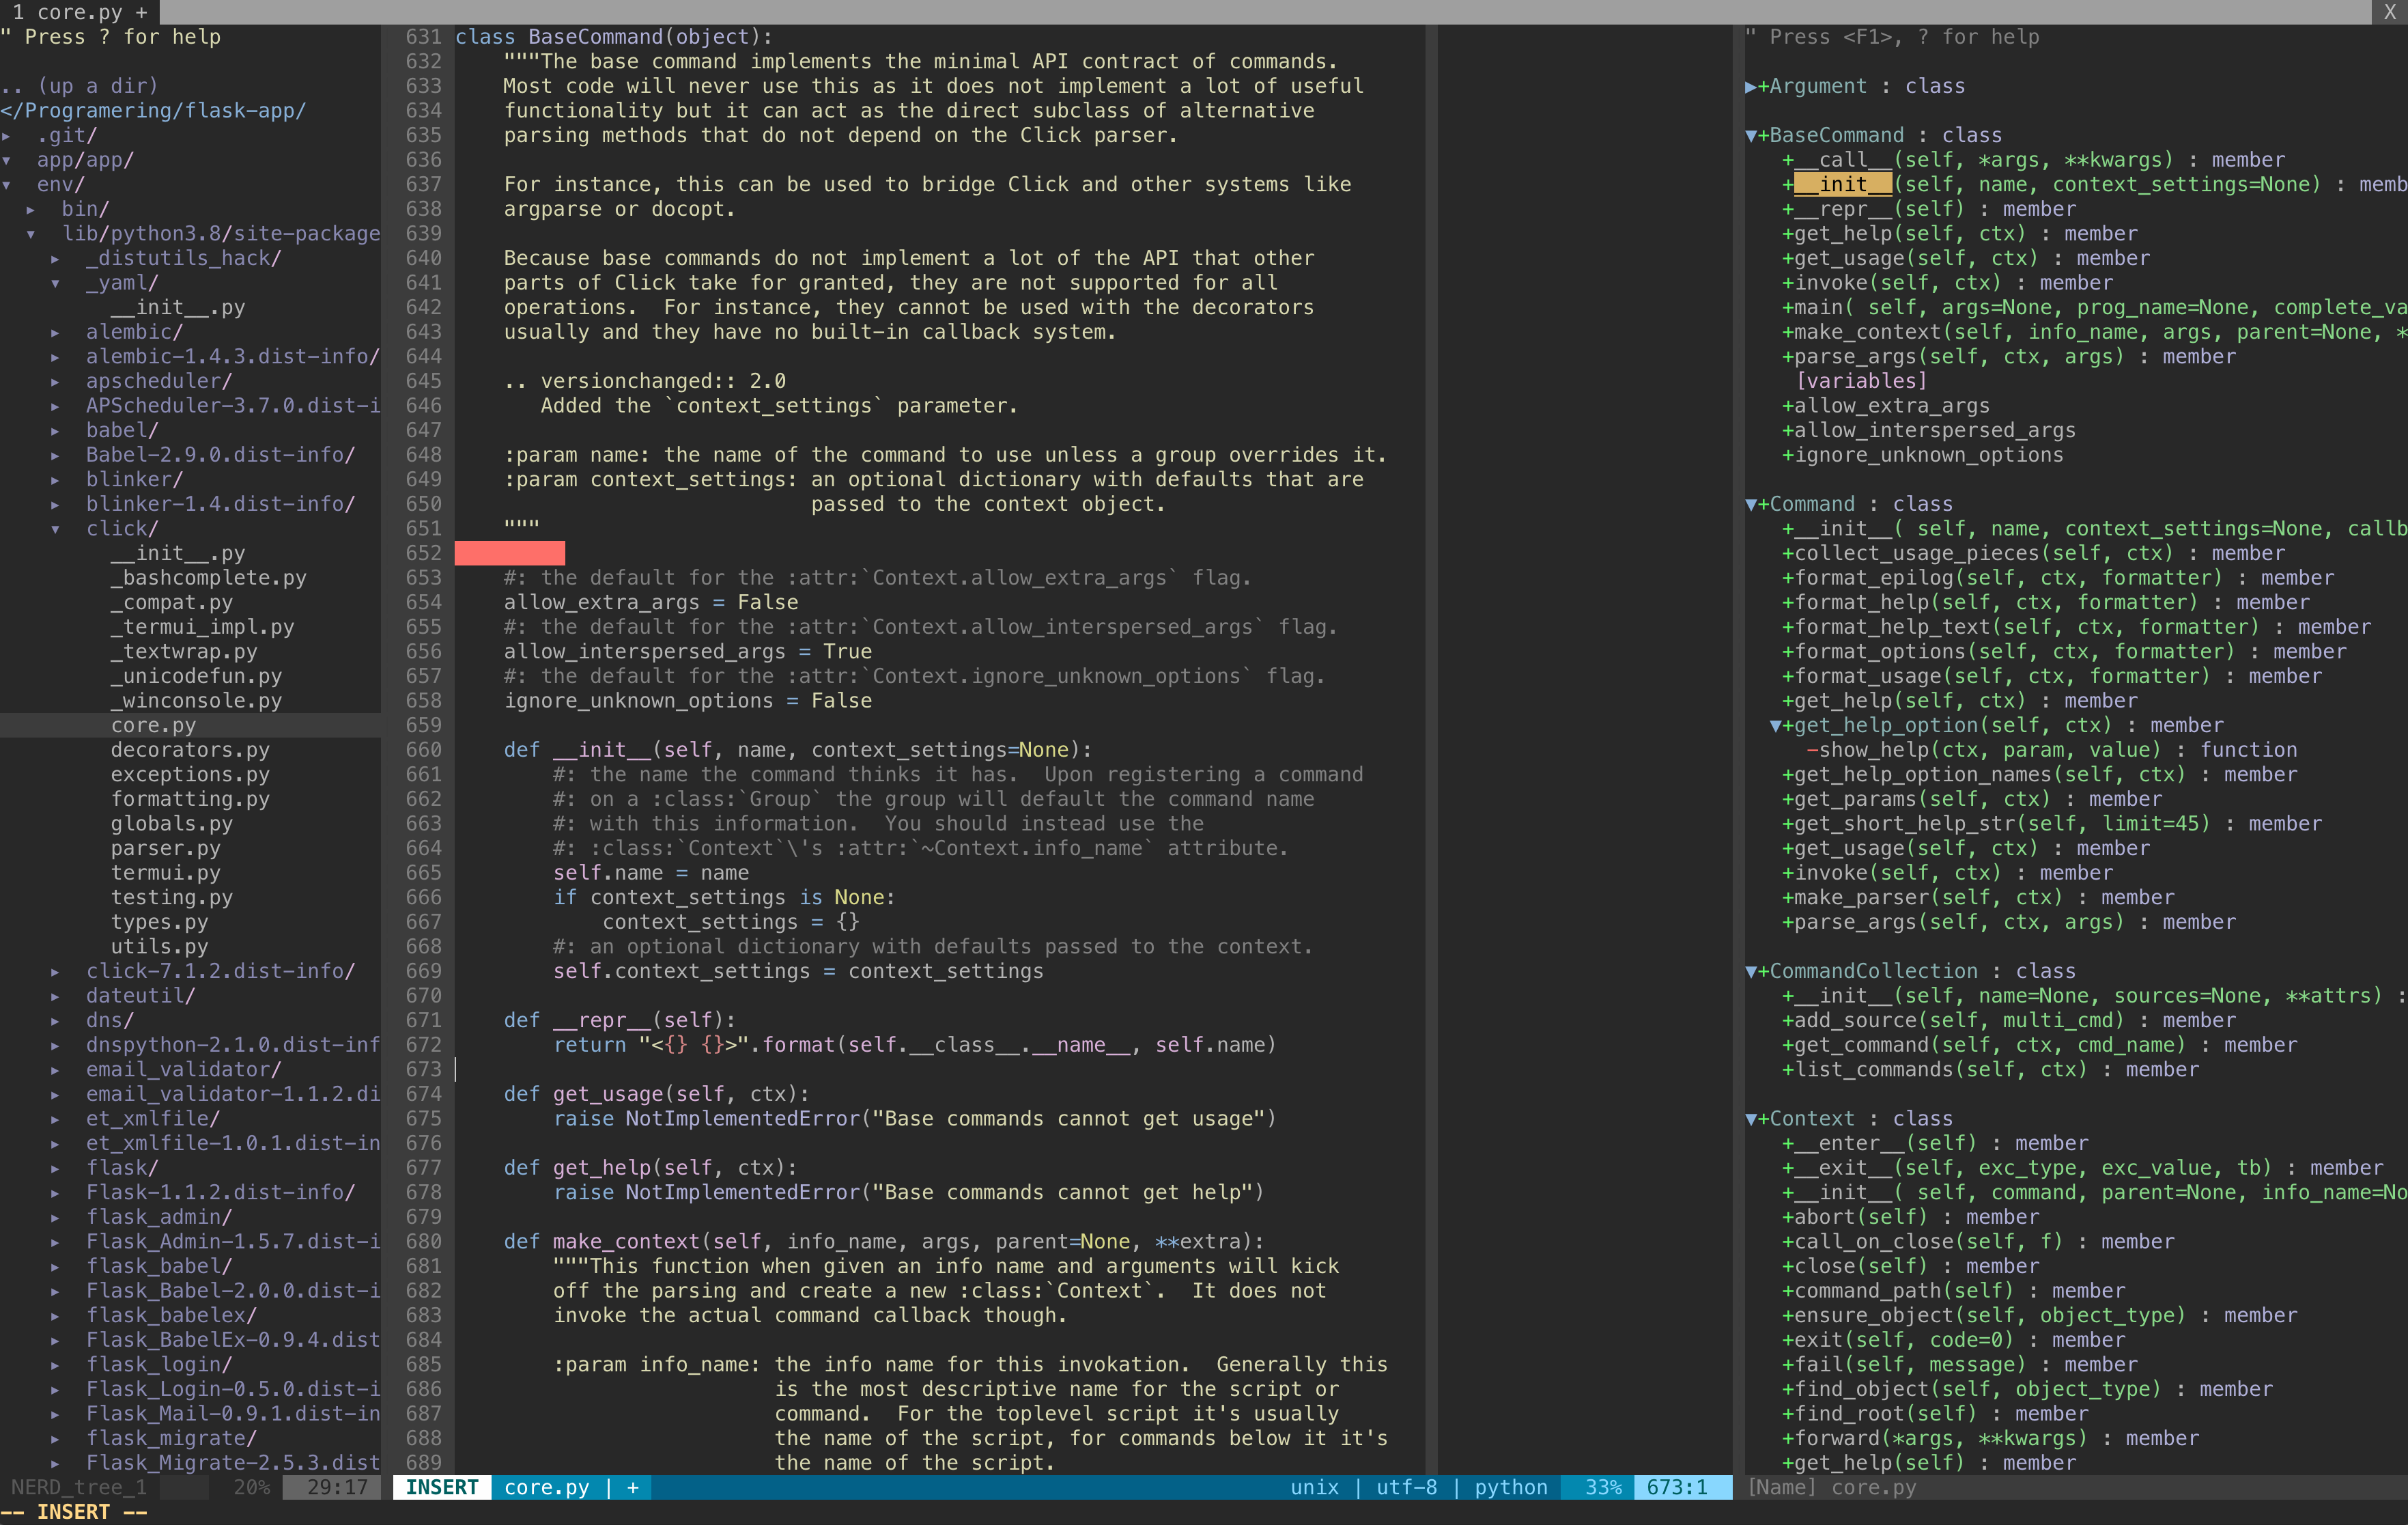 1 core.py +
X
" Press ? for help
.. (up a dir)
</Programering/flask-app/
▸ .git/
▾ app/app/
▾ env/
▸ bin/
▾ lib/python3.8/site-package
▸ _distutils_hack/
▾ _yaml/
__init__.py
▸ alembic/
▸ alembic-1.4.3.dist-info/
▸ apscheduler/
▸ APScheduler-3.7.0.dist-i
▸ babel/
▸ Babel-2.9.0.dist-info/
▸ blinker/
▸ blinker-1.4.dist-info/
▾ click/
__init__.py
_bashcomplete.py
_compat.py
_termui_impl.py
_textwrap.py
_unicodefun.py
_winconsole.py
core.py
decorators.py
exceptions.py
formatting.py
globals.py
parser.py
termui.py
testing.py
types.py
utils.py
▸ click-7.1.2.dist-info/
▸ dateutil/
▸ dns/
▸ dnspython-2.1.0.dist-inf
▸ email_validator/
▸ email_validator-1.1.2.di
▸ et_xmlfile/
▸ et_xmlfile-1.0.1.dist-in
▸ flask/
▸ Flask-1.1.2.dist-info/
▸ flask_admin/
▸ Flask_Admin-1.5.7.dist-i
▸ flask_babel/
▸ Flask_Babel-2.0.0.dist-i
▸ flask_babelex/
▸ Flask_BabelEx-0.9.4.dist
▸ flask_login/
▸ Flask_Login-0.5.0.dist-i
▸ Flask_Mail-0.9.1.dist-in
▸ flask_migrate/
▸ Flask_Migrate-2.5.3.dist
631 class BaseCommand(object):
632     """The base command implements the minimal API contract of commands.
633     Most code will never use this as it does not implement a lot of useful
634     functionality but it can act as the direct subclass of alternative
635     parsing methods that do not depend on the Click parser.
636
637     For instance, this can be used to bridge Click and other systems like
638     argparse or docopt.
639
640     Because base commands do not implement a lot of the API that other
641     parts of Click take for granted, they are not supported for all
642     operations.  For instance, they cannot be used with the decorators
643     usually and they have no built-in callback system.
644
645     .. versionchanged:: 2.0
646        Added the `context_settings` parameter.
647
648     :param name: the name of the command to use unless a group overrides it.
649     :param context_settings: an optional dictionary with defaults that are
650                              passed to the context object.
651     """
652
653     #: the default for the :attr:`Context.allow_extra_args` flag.
654     allow_extra_args = False
655     #: the default for the :attr:`Context.allow_interspersed_args` flag.
656     allow_interspersed_args = True
657     #: the default for the :attr:`Context.ignore_unknown_options` flag.
658     ignore_unknown_options = False
659
660     def __init__(self, name, context_settings=None):
661         #: the name the command thinks it has.  Upon registering a command
662         #: on a :class:`Group` the group will default the command name
663         #: with this information.  You should instead use the
664         #: :class:`Context`\'s :attr:`~Context.info_name` attribute.
665         self.name = name
666         if context_settings is None:
667             context_settings = {}
668         #: an optional dictionary with defaults passed to the context.
669         self.context_settings = context_settings
670
671     def __repr__(self):
672         return "<{} {}>".format(self.__class__.__name__, self.name)
673
674     def get_usage(self, ctx):
675         raise NotImplementedError("Base commands cannot get usage")
676
677     def get_help(self, ctx):
678         raise NotImplementedError("Base commands cannot get help")
679
680     def make_context(self, info_name, args, parent=None, **extra):
681         """This function when given an info name and arguments will kick
682         off the parsing and create a new :class:`Context`.  It does not
683         invoke the actual command callback though.
684
685         :param info_name: the info name for this invokation.  Generally this
686                           is the most descriptive name for the script or
687                           command.  For the toplevel script it's usually
688                           the name of the script, for commands below it it's
689                           the name of the script.
" Press <F1>, ? for help
▶+Argument : class
▼+BaseCommand : class
+__call__(self, *args, **kwargs) : member
+__init__(self, name, context_settings=None) : memb
+__repr__(self) : member
+get_help(self, ctx) : member
+get_usage(self, ctx) : member
+invoke(self, ctx) : member
+main( self, args=None, prog_name=None, complete_va
+make_context(self, info_name, args, parent=None, *
+parse_args(self, ctx, args) : member
[variables]
+allow_extra_args
+allow_interspersed_args
+ignore_unknown_options
▼+Command : class
+__init__( self, name, context_settings=None, callb
+collect_usage_pieces(self, ctx) : member
+format_epilog(self, ctx, formatter) : member
+format_help(self, ctx, formatter) : member
+format_help_text(self, ctx, formatter) : member
+format_options(self, ctx, formatter) : member
+format_usage(self, ctx, formatter) : member
+get_help(self, ctx) : member
▼+get_help_option(self, ctx) : member
-show_help(ctx, param, value) : function
+get_help_option_names(self, ctx) : member
+get_params(self, ctx) : member
+get_short_help_str(self, limit=45) : member
+get_usage(self, ctx) : member
+invoke(self, ctx) : member
+make_parser(self, ctx) : member
+parse_args(self, ctx, args) : member
▼+CommandCollection : class
+__init__(self, name=None, sources=None, **attrs) :
+add_source(self, multi_cmd) : member
+get_command(self, ctx, cmd_name) : member
+list_commands(self, ctx) : member
▼+Context : class
+__enter__(self) : member
+__exit__(self, exc_type, exc_value, tb) : member
+__init__( self, command, parent=None, info_name=No
+abort(self) : member
+call_on_close(self, f) : member
+close(self) : member
+command_path(self) : member
+ensure_object(self, object_type) : member
+exit(self, code=0) : member
+fail(self, message) : member
+find_object(self, object_type) : member
+find_root(self) : member
+forward(*args, **kwargs) : member
+get_help(self) : member
NERD_tree_1 20% 29:17
INSERT core.py | + unix | utf-8 | python 33% 673:1
[Name] core.py
-- INSERT --